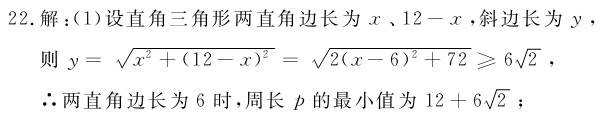 22.解:(1)设直角三角形两直角边长为 x 、12－x ,斜边长为 y ,
则 y = √(x² + (12－x)²) = √(2(x－6)² + 72) ⩾ 6√2 ,
∴两直角边长为 6 时,周长 p 的最小值为 12 + 6√2 ;